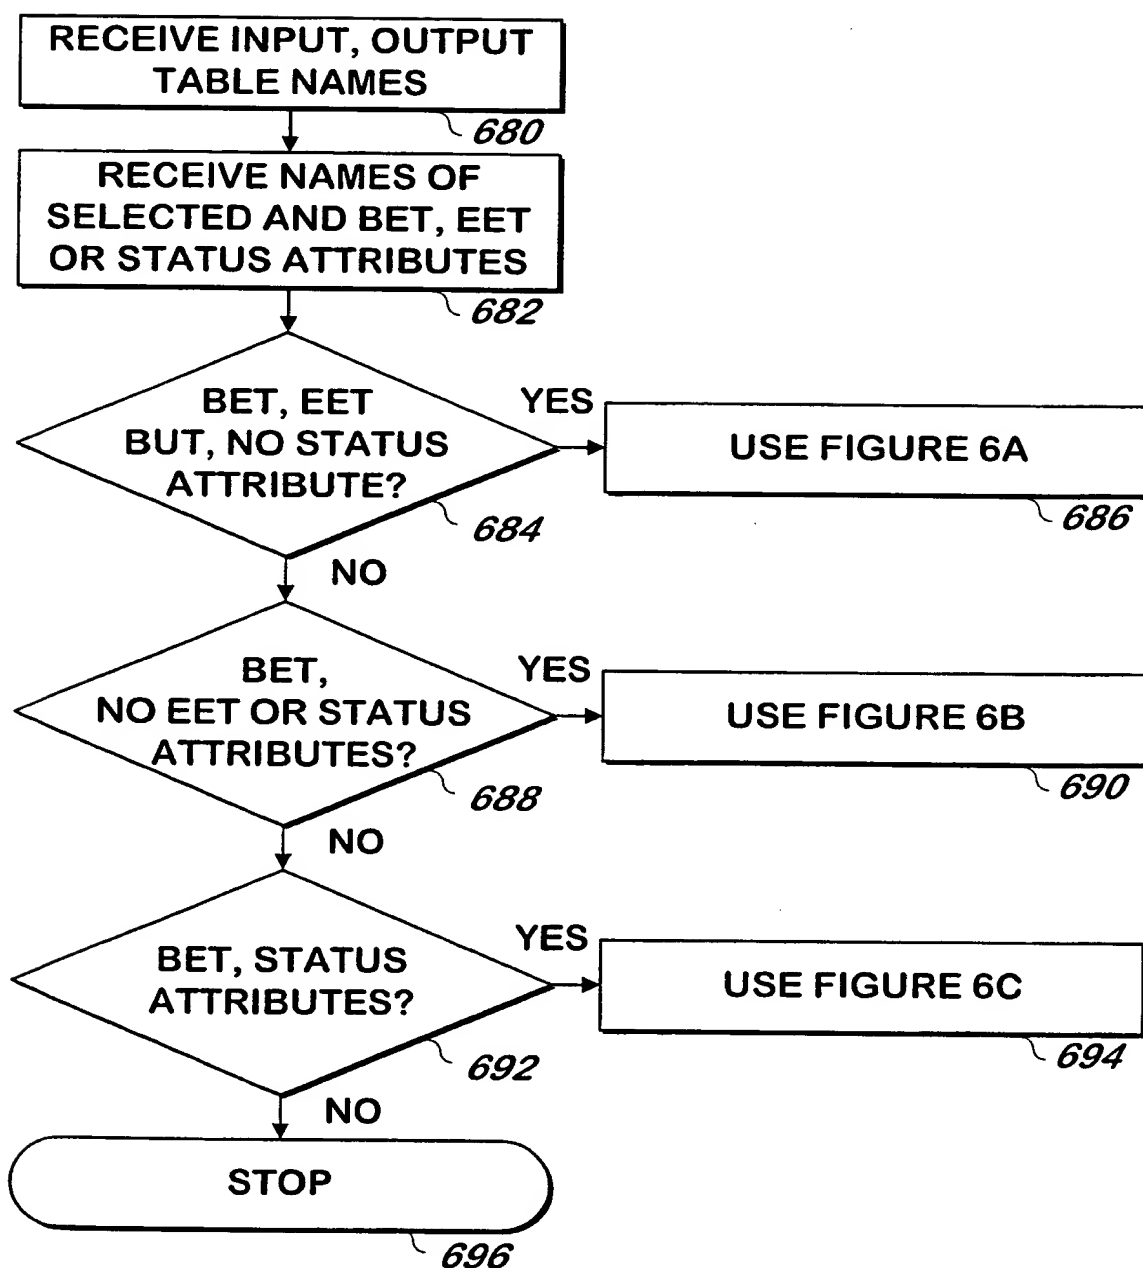 RECEIVE INPUT, OUTPUT
TABLE NAMES
680
RECEIVE NAMES OF
SELECTED AND BET, EET
OR STATUS ATTRIBUTES
682
BET, EET
BUT, NO STATUS
ATTRIBUTE?
684
YES
USE FIGURE 6A
686
NO
BET,
NO EET OR STATUS
ATTRIBUTES?
688
YES
USE FIGURE 6B
690
NO
BET, STATUS
ATTRIBUTES?
692
YES
USE FIGURE 6C
694
NO
STOP
696